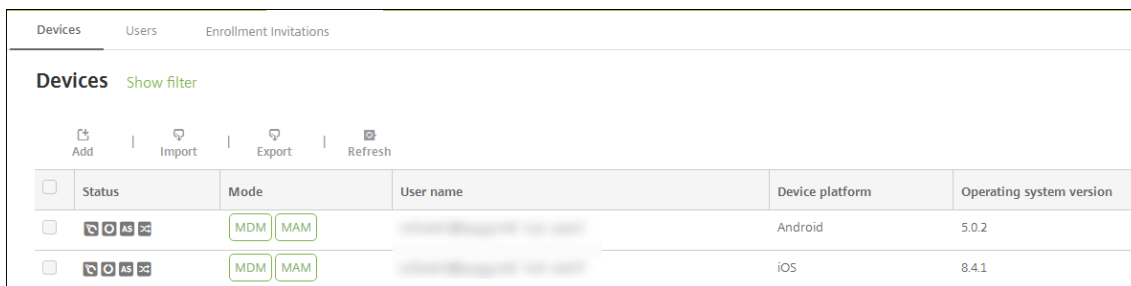 Devices Users Enrollment Invitations
Devices Show filter
Add | Import | Export | Refresh
Status Mode User name Device platform Operating system version
AS MDM MAM Android 5.0.2
AS MDM MAM iOS 8.4.1